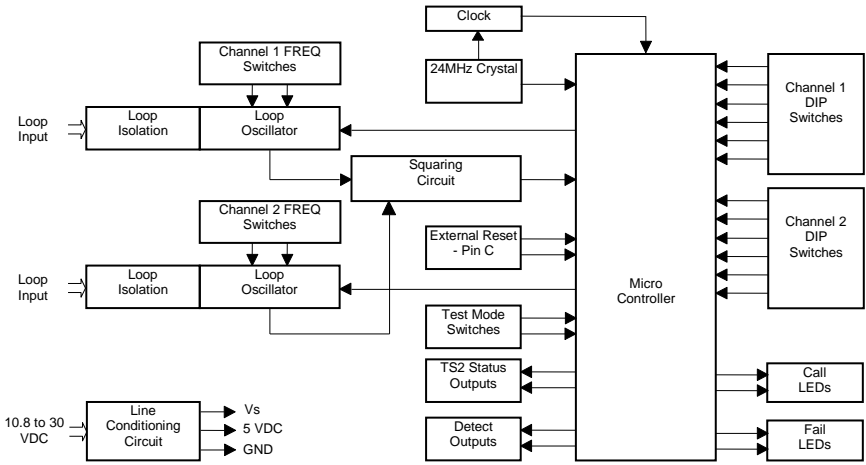 Clock
Channel 1 FREQ
Switches
24MHz Crystal
Channel 1
DIP
Switches
Loop
Input
Loop
Isolation
Loop
Oscillator
Squaring
Circuit
Channel 2 FREQ
Switches
External Reset
- Pin C
Channel 2
DIP
Switches
Loop
Input
Loop
Isolation
Loop
Oscillator
Micro
Controller
Test Mode
Switches
TS2 Status
Outputs
Call
LEDs
10.8 to 30
VDC
Line
Conditioning
Circuit
Vs
5 VDC
GND
Detect
Outputs
Fail
LEDs